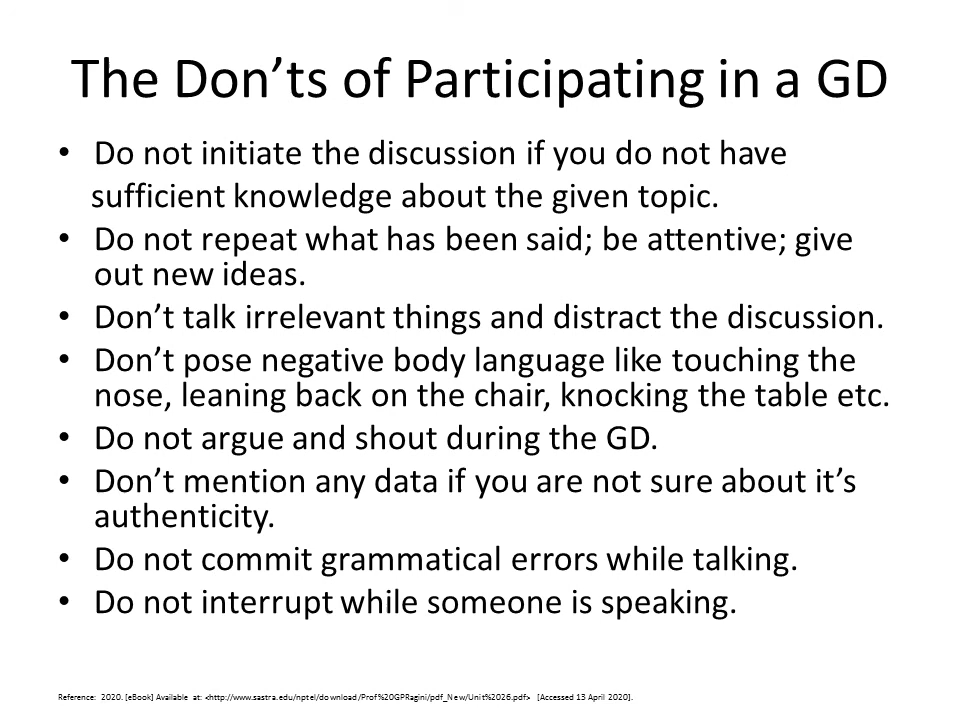 The Don’ts of Participating in a GD
• Do not initiate the discussion if you do not have
sufficient knowledge about the given topic.
• Do not repeat what has been said; be attentive; give
out new ideas.
• Don’t talk irrelevant things and distract the discussion.
• Don’t pose negative body language like touching the
nose, leaning back on the chair, knocking the table etc.
• Do not argue and shout during the GD.
• Don’t mention any data if you are not sure about it’s
authenticity.
• Do not commit grammatical errors while talking.
• Do not interrupt while someone is speaking.
Reference: 2020. [eBook] Available at: <http://www.sastra.edu/nptel/download/Prof%20GPRagini/pdf_New/Unit%2026.pdf> [Accessed 13 April 2020].